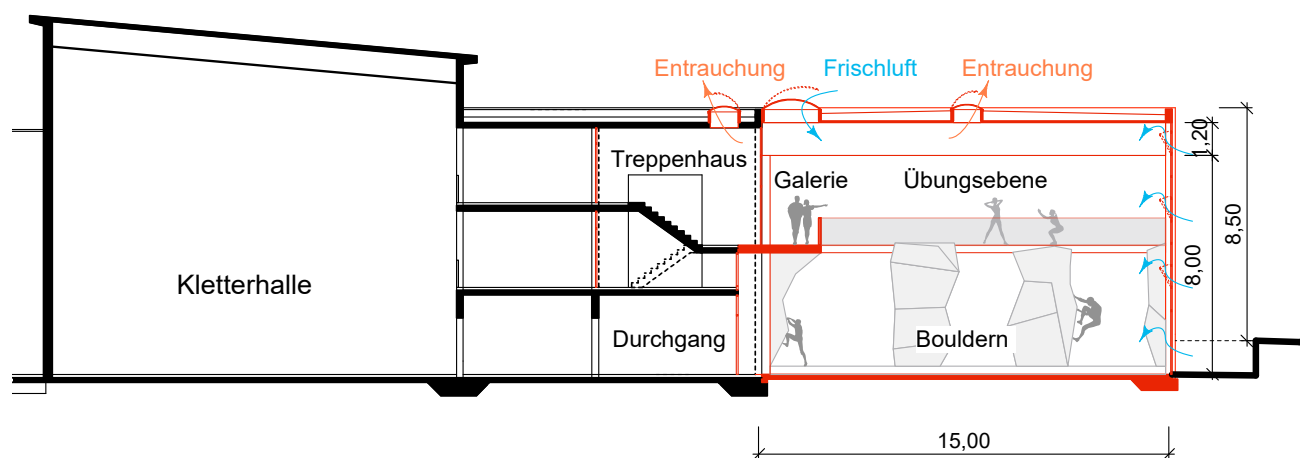 Entrauchung
Frischluft
Entrauchung
Treppenhaus
Galerie
Übungsebene
1,20
8,50
8,00
Kletterhalle
Durchgang
Bouldern
15,00